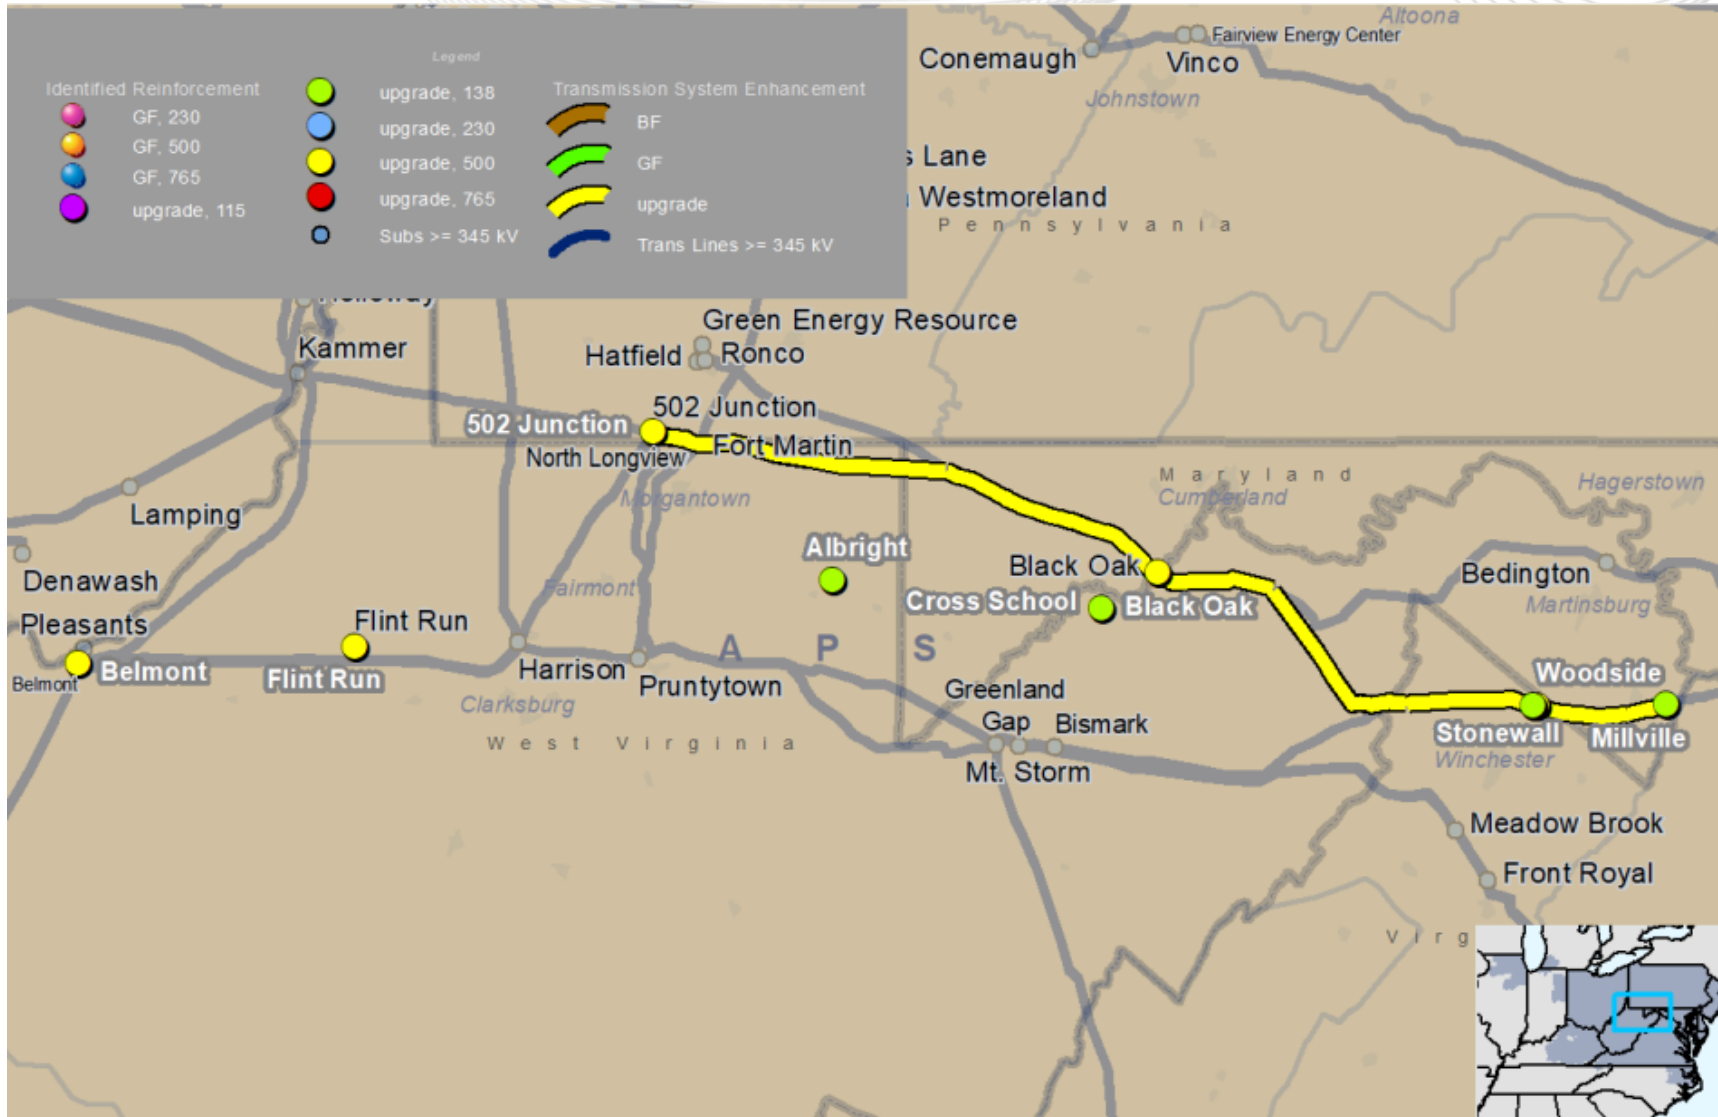 Legend
Identified Reinforcement
GF, 230
GF, 500
GF, 765
upgrade, 115
upgrade, 138
upgrade, 230
upgrade, 500
upgrade, 765
Subs >= 345 kV
Transmission System Enhancement
BF
GF
upgrade
Trans Lines >= 345 kV
Altoona
Fairview Energy Center
Conemaugh
Vinco
Johnstown
s Lane
Westmoreland
Pennsylvania
Kammer
Green Energy Resource
Hatfield
Ronco
502 Junction
502 Junction
Fort Martin
North Longview
Morgantown
Maryland
Cumberland
Hagerstown
Lamping
Denawash
Albright
Black Oak
Bedington
Martinsburg
Fairmont
Cross School
Black Oak
Pleasants
Flint Run
Belmont
Belmont
Flint Run
Harrison
Pruntytown
APS
Woodside
Clarksburg
Greenland
Gap
Bismark
Stonewall
Millville
West Virginia
Winchester
Mt. Storm
Meadow Brook
Front Royal
Virg